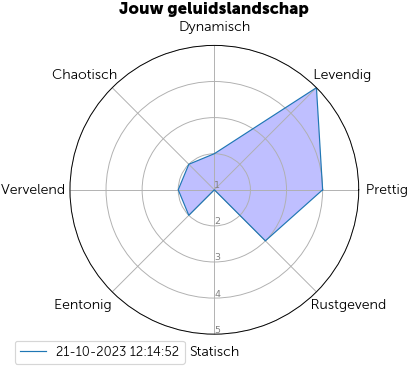 Jouw geluidslandschap
Dynamisch
Chaotisch
Levendig
Vervelend
1
Prettig
2
3
4
Eentonig
Rustgevend
5
21-10-2023 12:14:52
Statisch